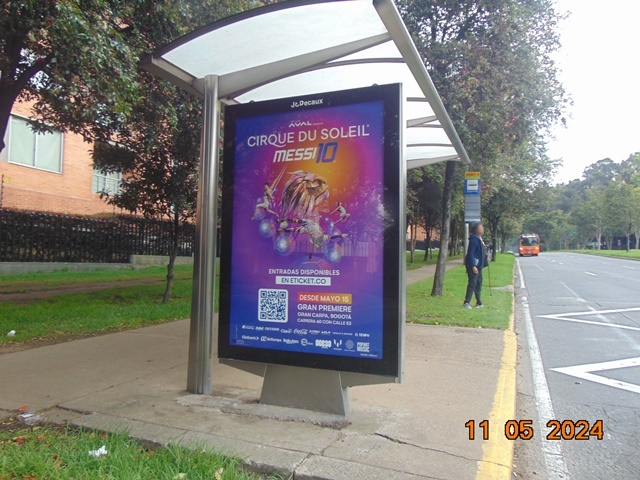 JCDecaux
AVAL
CIRQUE DU SOLEIL
MESSI10
ENTRADAS DISPONIBLES
EN ETICKET.CO
DESDE MAYO 15
GRAN PREMIERE
GRAN CARPA, BOGOTÁ
CARRERA 60 CON CALLE 63
11 05 2024